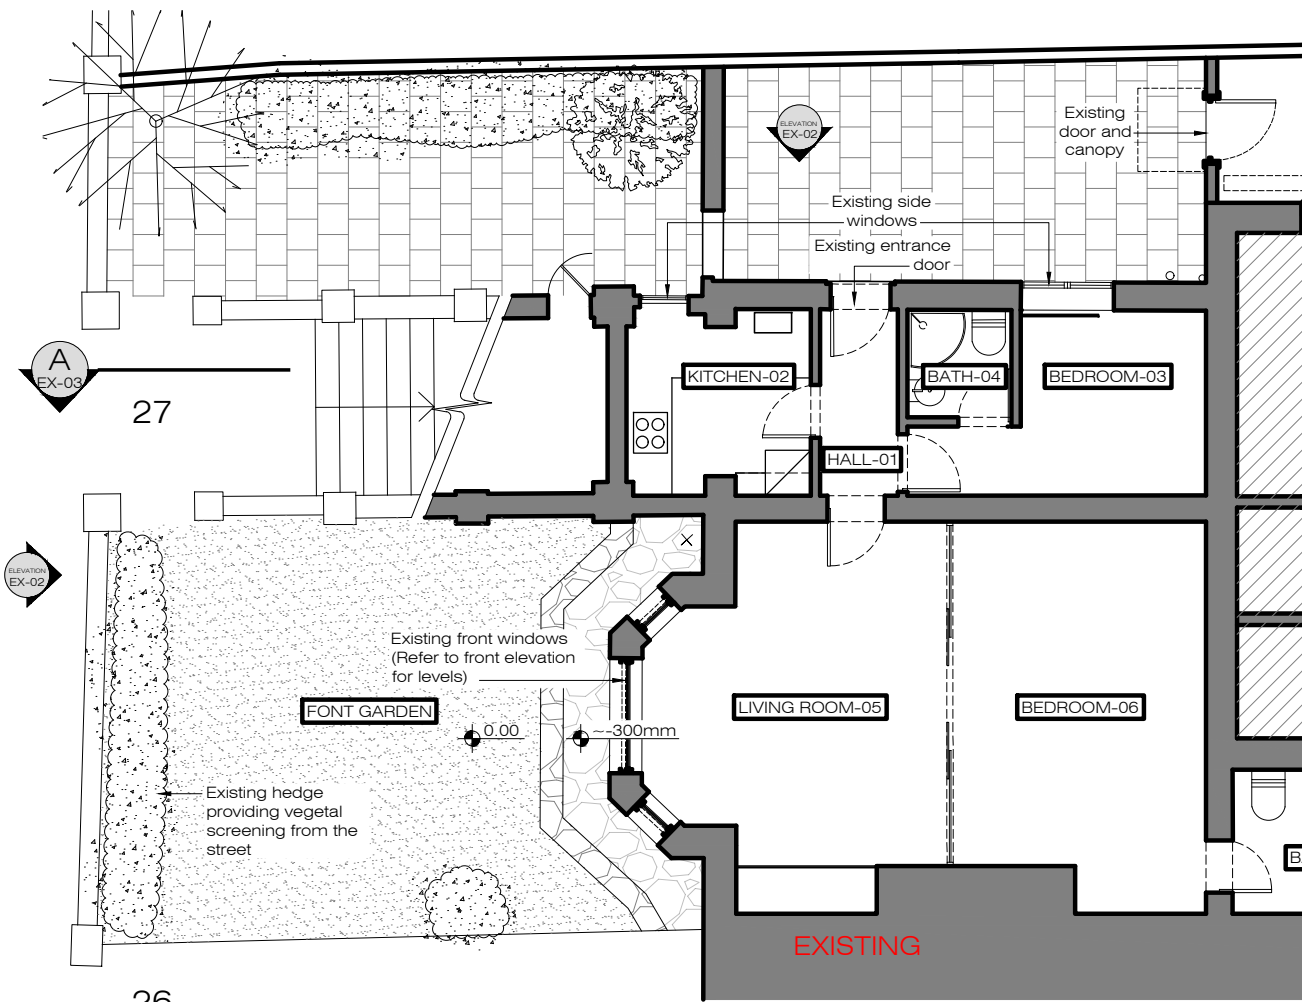 ELEVATION
EX-02
Existing
door and
canopy
Existing side
windows
Existing entrance
door
A
EX-03
27
KITCHEN-02
BATH-04
BEDROOM-03
HALL-01
ELEVATION
EX-02
Existing front windows
(Refer to front elevation
for levels)
FONT GARDEN
LIVING ROOM-05
BEDROOM-06
0.00
~-300mm
Existing hedge
providing vegetal
screening from the
street
B
EXISTING
26